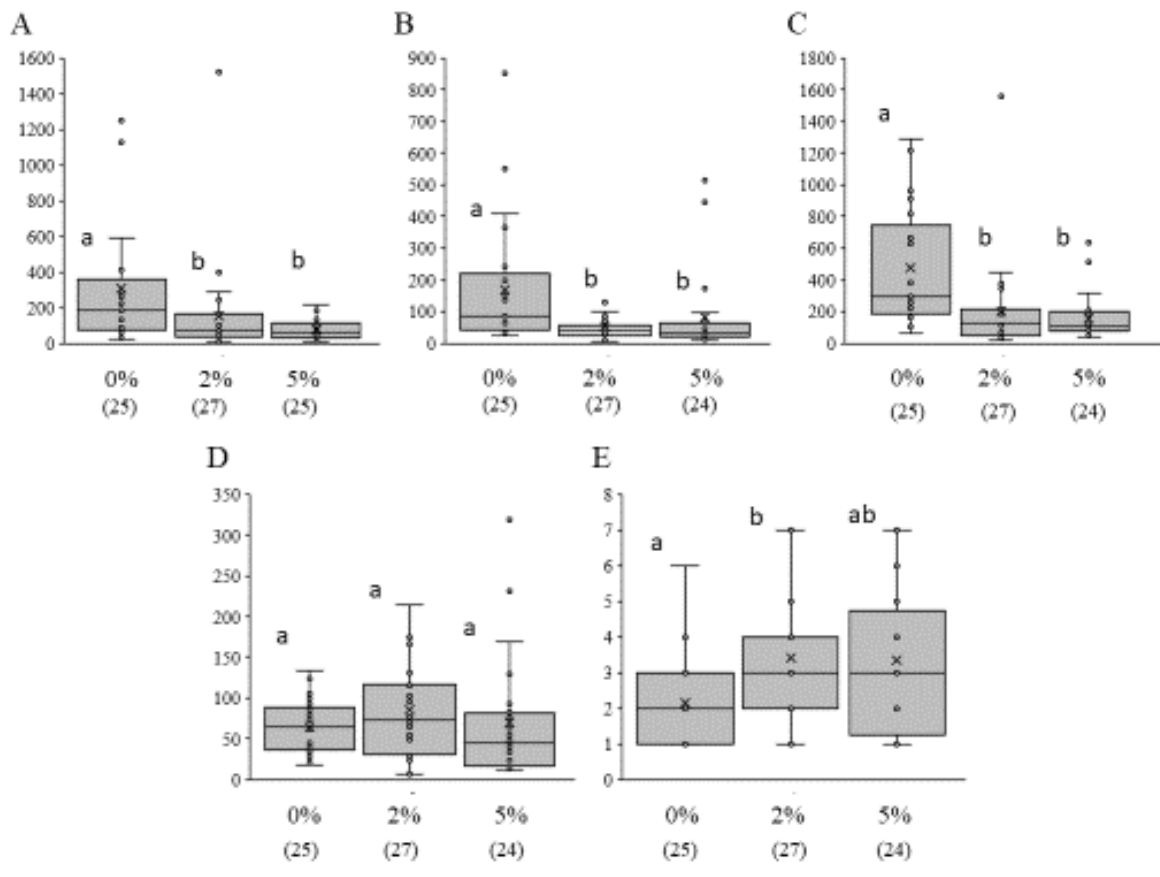 A
1600
1400
1200
1000
800
600
400
200
0
a
b
b
0% 2% 5%
(25) (27) (25)
B
900
800
700
600
500
400
300
200
100
0
a
b
b
0% 2% 5%
(25) (27) (24)
C
1800
1600
1400
1200
1000
800
600
400
200
0
a
b
b
0% 2% 5%
(25) (27) (24)
D
350
300
250
200
150
100
50
0
a
a
a
0% 2% 5%
(25) (27) (24)
E
8
7
6
5
4
3
2
1
0
a
b
ab
0% 2% 5%
(25) (27) (24)